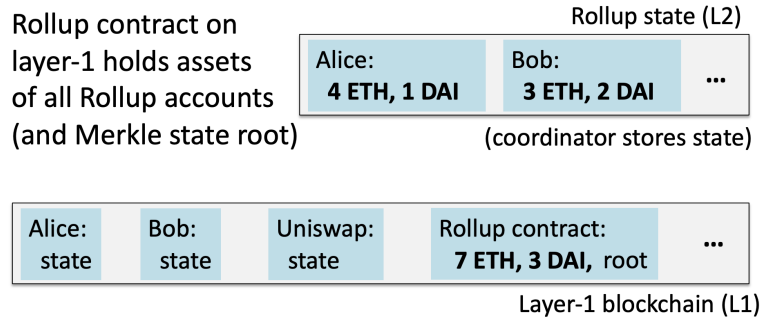 Rollup contract on
layer-1 holds assets
of all Rollup accounts
(and Merkle state root)
Rollup state (L2)
Alice:
4 ETH, 1 DAI
Bob:
3 ETH, 2 DAI
...
(coordinator stores state)
Alice:
state
Bob:
state
Uniswap:
state
Rollup contract:
7 ETH, 3 DAI, root
...
Layer-1 blockchain (L1)